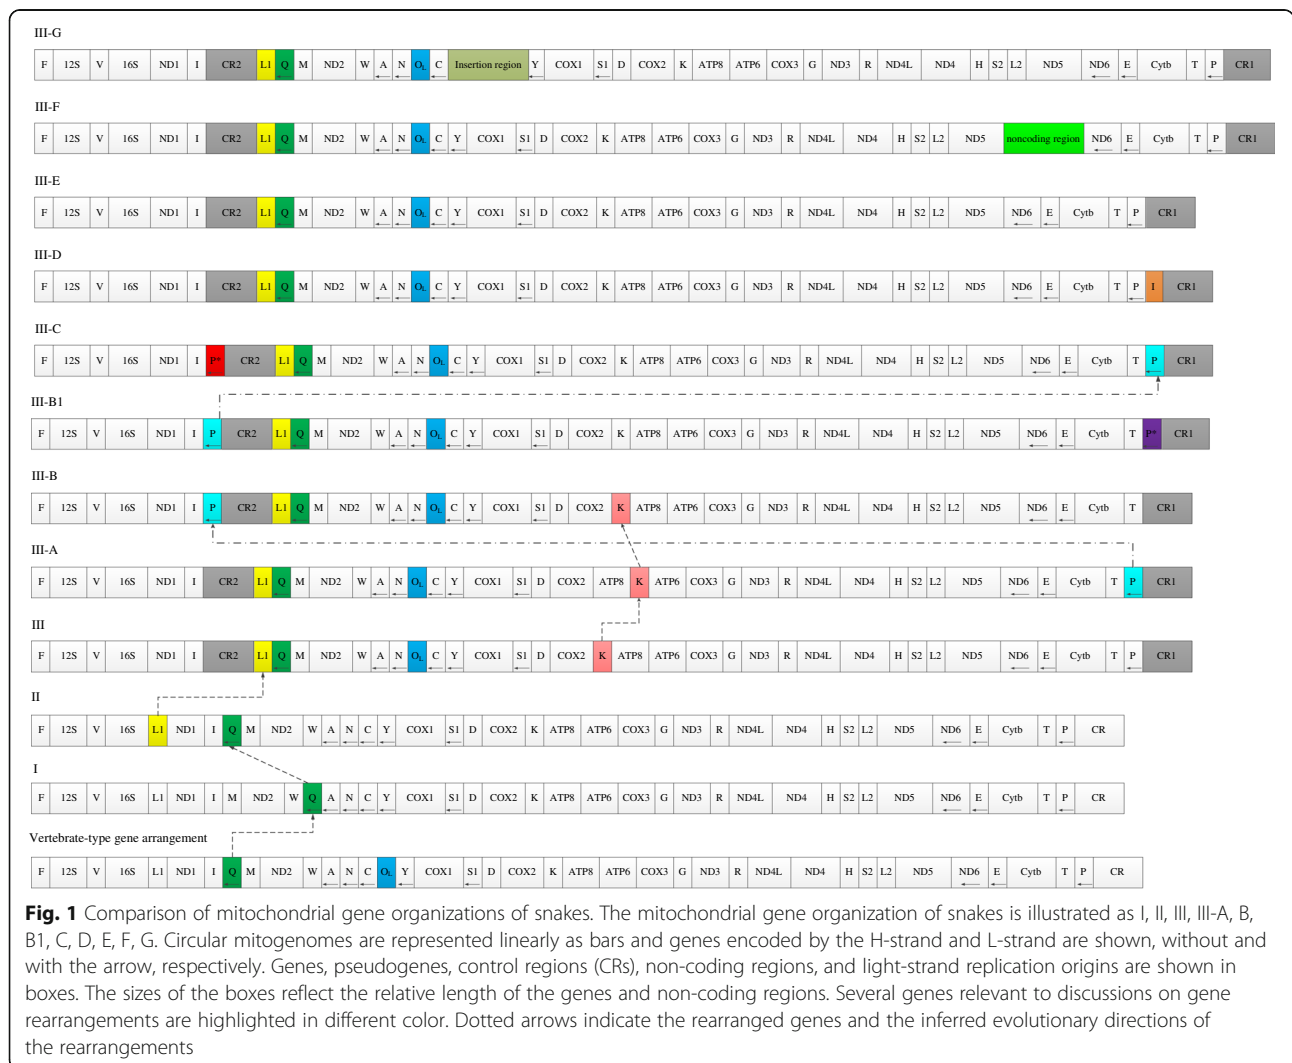 III-G
F 12S V 16S ND1 I CR2 L1 Q M ND2 W A N OL C Insertion region Y COX1 S1 D COX2 K ATP8 ATP6 COX3 G ND3 R ND4L ND4 H S2 L2 ND5 ND6 E Cytb T P CR1
III-F
F 12S V 16S ND1 I CR2 L1 Q M ND2 W A N OL C Y COX1 S1 D COX2 K ATP8 ATP6 COX3 G ND3 R ND4L ND4 H S2 L2 ND5 noncoding region ND6 E Cytb T P CR1
III-E
F 12S V 16S ND1 I CR2 L1 Q M ND2 W A N OL C Y COX1 S1 D COX2 K ATP8 ATP6 COX3 G ND3 R ND4L ND4 H S2 L2 ND5 ND6 E Cytb T P CR1
III-D
F 12S V 16S ND1 I CR2 L1 Q M ND2 W A N OL C Y COX1 S1 D COX2 K ATP8 ATP6 COX3 G ND3 R ND4L ND4 H S2 L2 ND5 ND6 E Cytb T P I CR1
III-C
F 12S V 16S ND1 I P* CR2 L1 Q M ND2 W A N OL C Y COX1 S1 D COX2 K ATP8 ATP6 COX3 G ND3 R ND4L ND4 H S2 L2 ND5 ND6 E Cytb T P CR1
III-B1
F 12S V 16S ND1 I P CR2 L1 Q M ND2 W A N OL C Y COX1 S1 D COX2 K ATP8 ATP6 COX3 G ND3 R ND4L ND4 H S2 L2 ND5 ND6 E Cytb T P* CR1
III-B
F 12S V 16S ND1 I P CR2 L1 Q M ND2 W A N OL C Y COX1 S1 D COX2 K ATP8 ATP6 COX3 G ND3 R ND4L ND4 H S2 L2 ND5 ND6 E Cytb T CR1
III-A
F 12S V 16S ND1 I CR2 L1 Q M ND2 W A N OL C Y COX1 S1 D COX2 ATP8 K ATP6 COX3 G ND3 R ND4L ND4 H S2 L2 ND5 ND6 E Cytb T P CR1
III
F 12S V 16S ND1 I CR2 L1 Q M ND2 W A N OL C Y COX1 S1 D COX2 K ATP8 ATP6 COX3 G ND3 R ND4L ND4 H S2 L2 ND5 ND6 E Cytb T P CR1
II
F 12S V 16S L1 ND1 I Q M ND2 W A N C Y COX1 S1 D COX2 K ATP8 ATP6 COX3 G ND3 R ND4L ND4 H S2 L2 ND5 ND6 E Cytb T P CR
I
F 12S V 16S L1 ND1 I M ND2 W Q A N C Y COX1 S1 D COX2 K ATP8 ATP6 COX3 G ND3 R ND4L ND4 H S2 L2 ND5 ND6 E Cytb T P CR
Vertebrate-type gene arrangement
F 12S V 16S L1 ND1 I Q M ND2 W A N C OL Y COX1 S1 D COX2 K ATP8 ATP6 COX3 G ND3 R ND4L ND4 H S2 L2 ND5 ND6 E Cytb T P CR
Fig. 1 Comparison of mitochondrial gene organizations of snakes. The mitochondrial gene organization of snakes is illustrated as I, II, III, III-A, B,
B1, C, D, E, F, G. Circular mitogenomes are represented linearly as bars and genes encoded by the H-strand and L-strand are shown, without and
with the arrow, respectively. Genes, pseudogenes, control regions (CRs), non-coding regions, and light-strand replication origins are shown in
boxes. The sizes of the boxes reflect the relative length of the genes and non-coding regions. Several genes relevant to discussions on gene
rearrangements are highlighted in different color. Dotted arrows indicate the rearranged genes and the inferred evolutionary directions of
the rearrangements